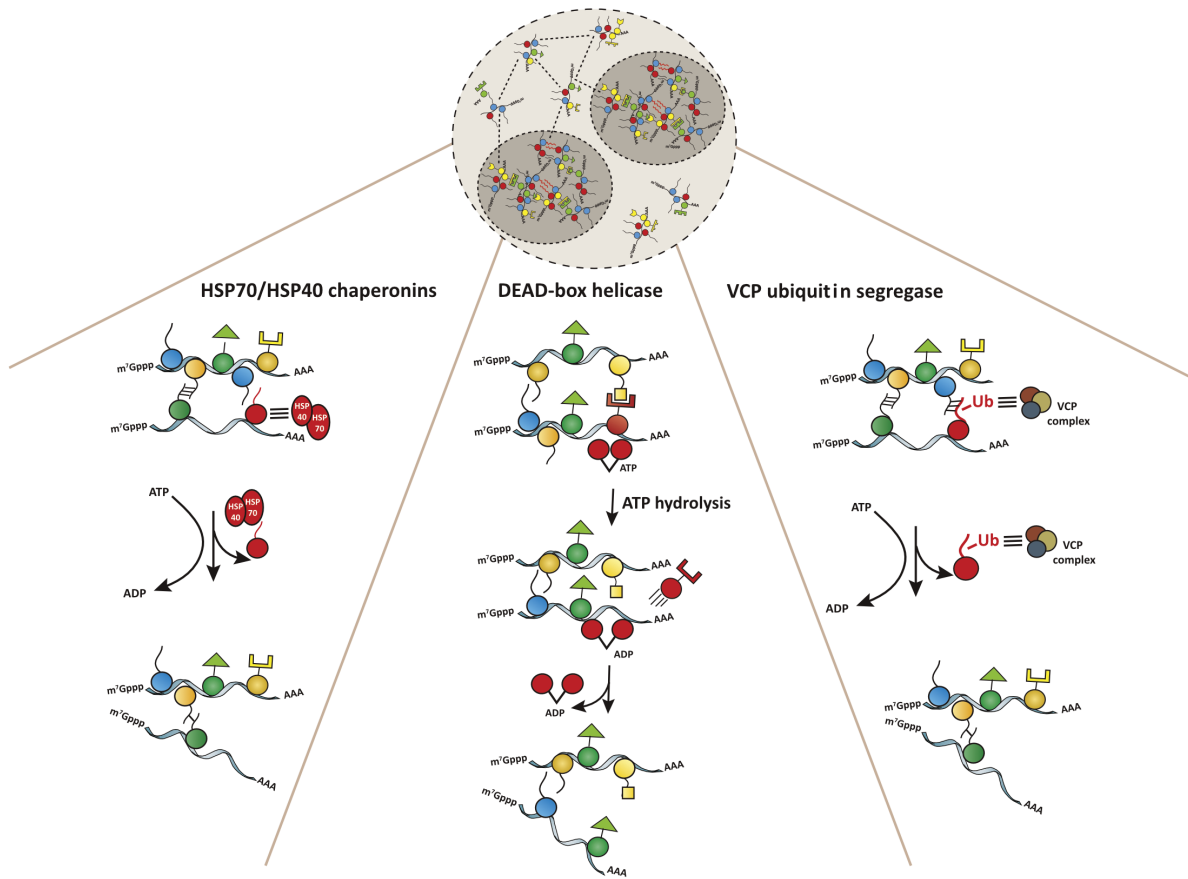 HSP70/HSP40 chaperonins
m⁷Gppp
AAA
m⁷Gppp
AAA
HSP
40
HSP
70
ATP
HSP
40
HSP
70
ADP
m⁷Gppp
AAA
m⁷Gppp
AAA
DEAD-box helicase
m⁷Gppp
AAA
m⁷Gppp
AAA
ATP
ATP hydrolysis
m⁷Gppp
AAA
m⁷Gppp
AAA
ADP
ADP
m⁷Gppp
AAA
m⁷Gppp
AAA
VCP ubiquitin segregase
m⁷Gppp
AAA
m⁷Gppp
AAA
Ub
VCP
complex
ATP
Ub
VCP
complex
ADP
m⁷Gppp
AAA
m⁷Gppp
AAA